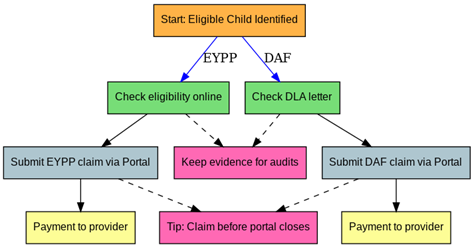 Start: Eligible Child Identified
EYPP
DAF
Check eligibility online
Check DLA letter
Submit EYPP claim via Portal
Keep evidence for audits
Submit DAF claim via Portal
Payment to provider
Tip: Claim before portal closes
Payment to provider